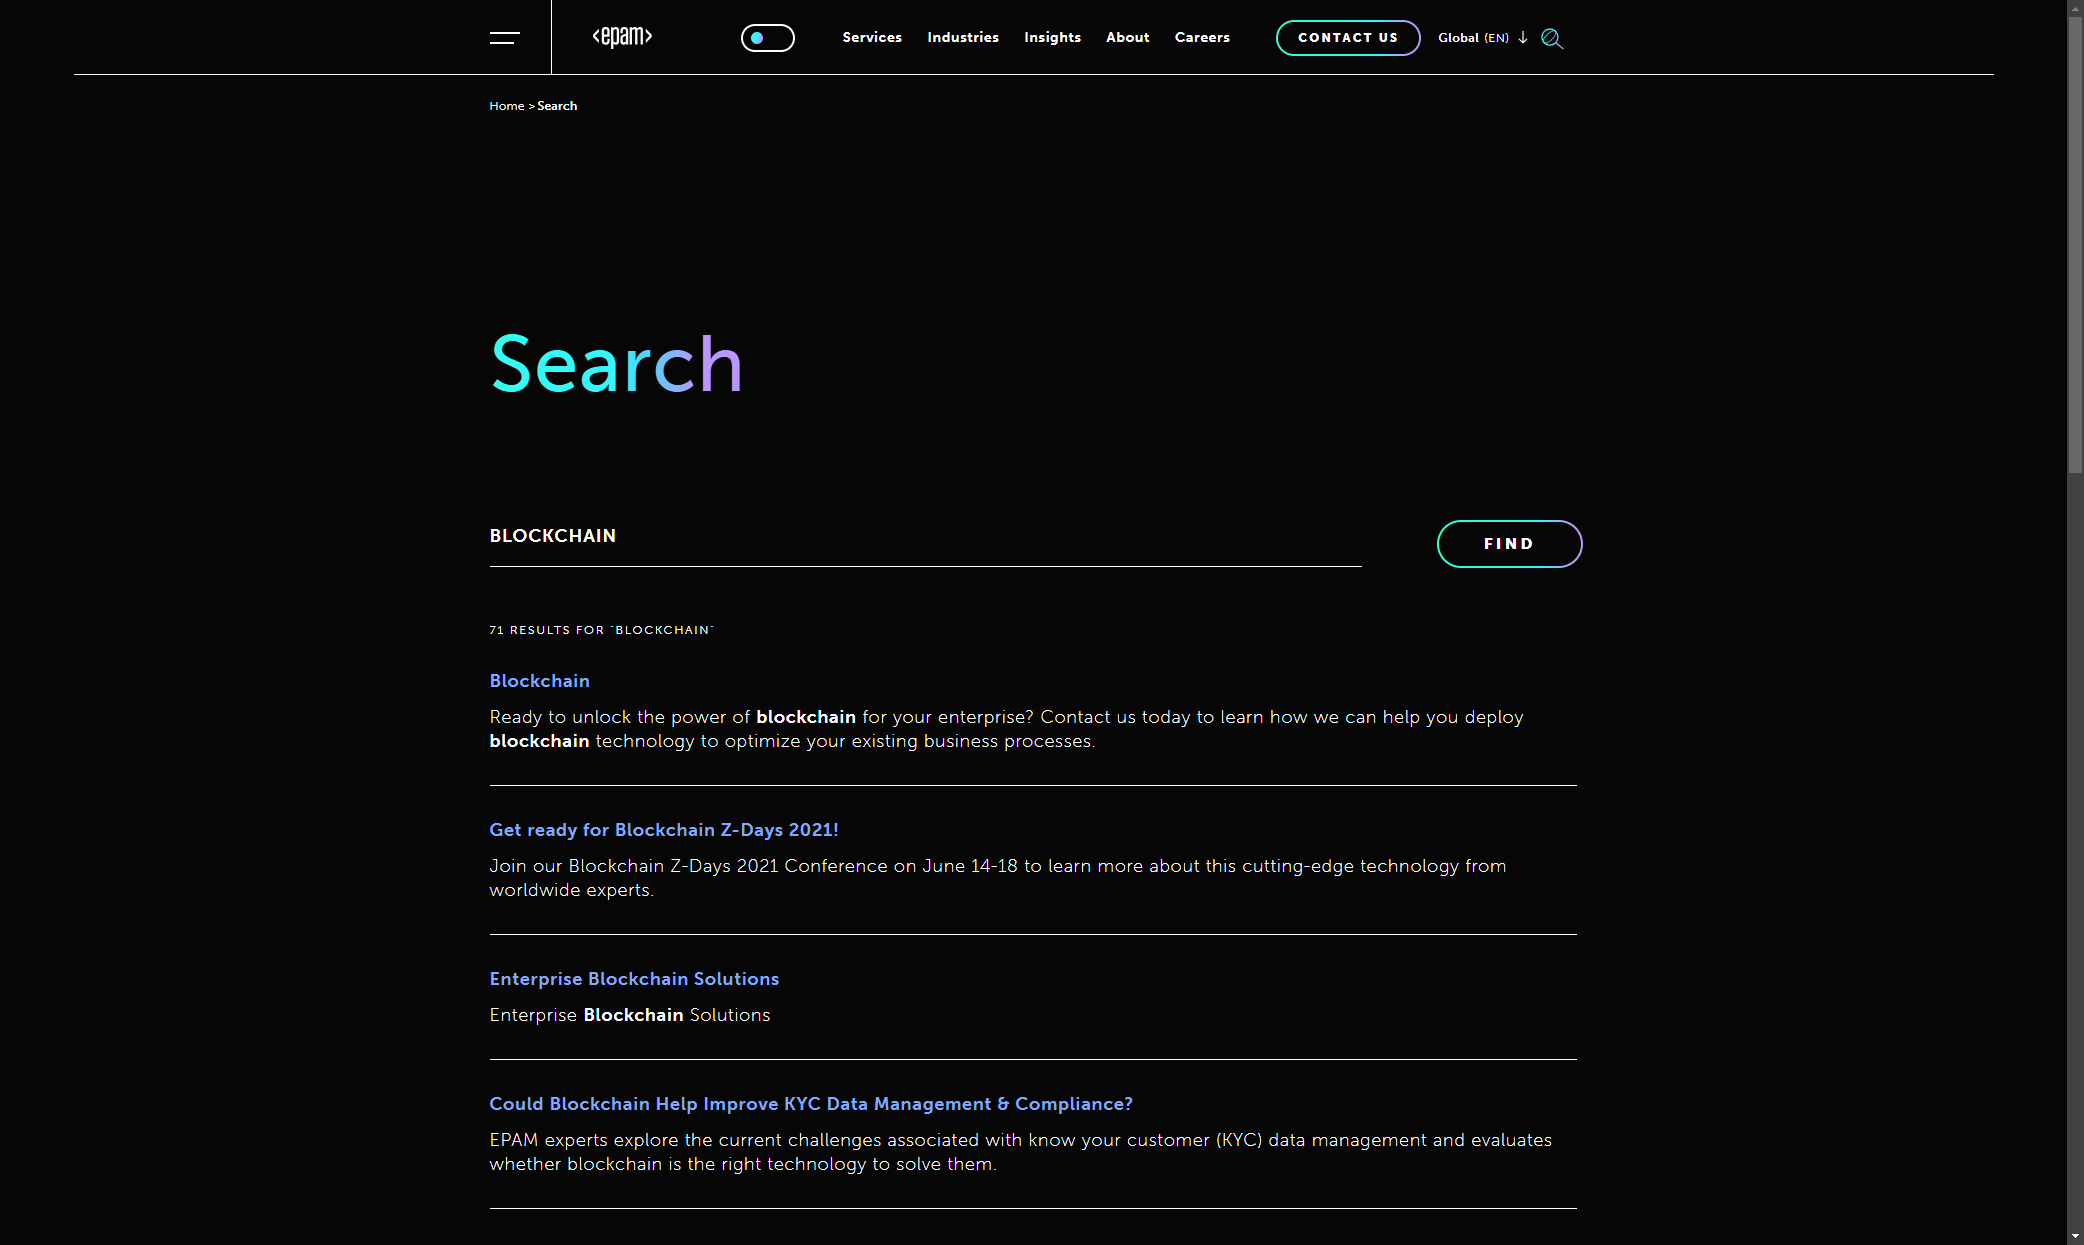 <epam>
Services
Industries
Insights
About
Careers
CONTACT US
Global (EN)
Home > Search
Search
BLOCKCHAIN
FIND
71 RESULTS FOR "BLOCKCHAIN"
Blockchain
Ready to unlock the power of blockchain for your enterprise? Contact us today to learn how we can help you deploy
blockchain technology to optimize your existing business processes.
Get ready for Blockchain Z-Days 2021!
Join our Blockchain Z-Days 2021 Conference on June 14-18 to learn more about this cutting-edge technology from
worldwide experts.
Enterprise Blockchain Solutions
Enterprise Blockchain Solutions
Could Blockchain Help Improve KYC Data Management & Compliance?
EPAM experts explore the current challenges associated with know your customer (KYC) data management and evaluates
whether blockchain is the right technology to solve them.